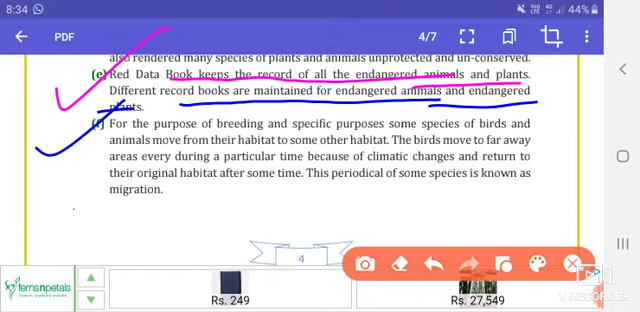 8:34
44%
PDF
4/7
also rendered many species of plants and animals unprotected and un-conserved.
(e) Red Data Book keeps the record of all the endangered animals and plants.
Different record books are maintained for endangered animals and endangered
plants.
(f) For the purpose of breeding and specific purposes some species of birds and
animals move from their habitat to some other habitat. The birds move to far away
areas every during a particular time because of climatic changes and return to
their original habitat after some time. This periodical of some species is known as
migration.
4
fernsnpetals
Rs. 249
Rs. 27,549
V RECORDER